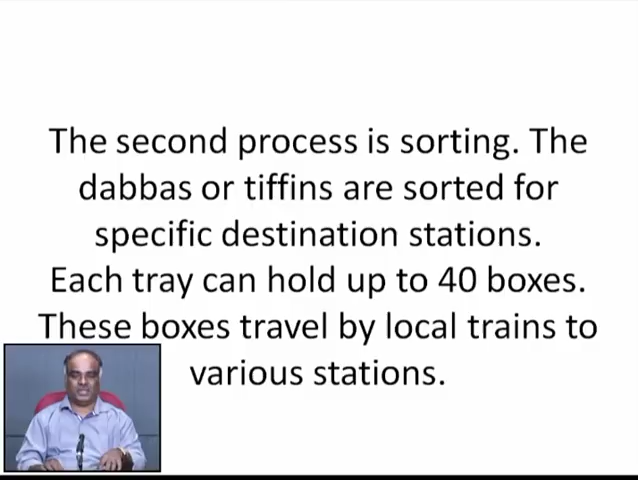 The second process is sorting. The
dabbas or tiffins are sorted for
specific destination stations.
Each tray can hold up to 40 boxes.
These boxes travel by local trains to
various stations.